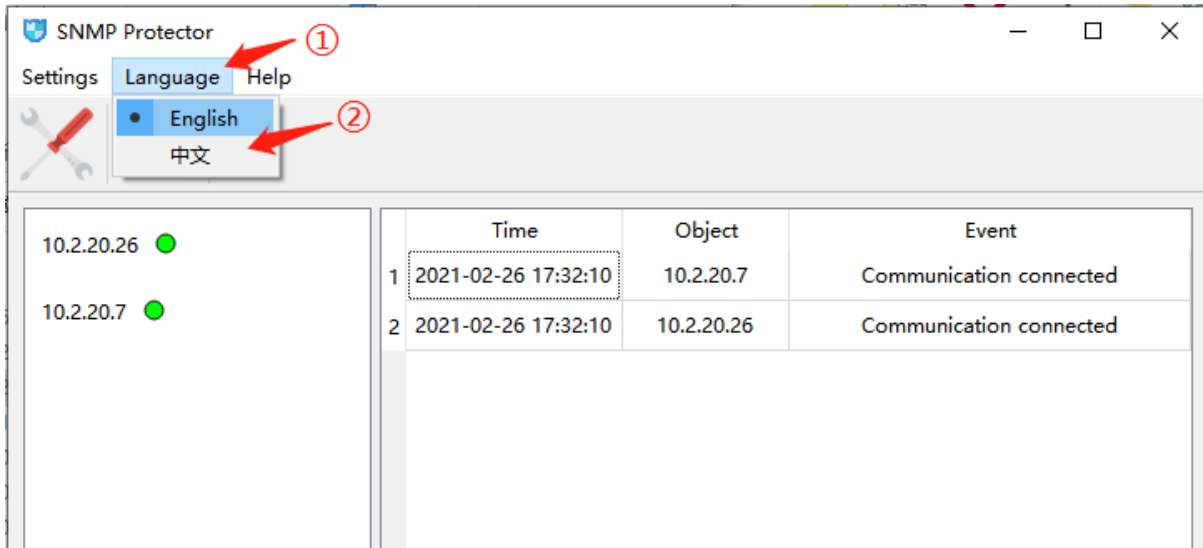 SNMP Protector
①
Settings Language Help
English
②
中文
10.2.20.26
10.2.20.7
Time Object Event
1 2021-02-26 17:32:10 10.2.20.7 Communication connected
2 2021-02-26 17:32:10 10.2.20.26 Communication connected